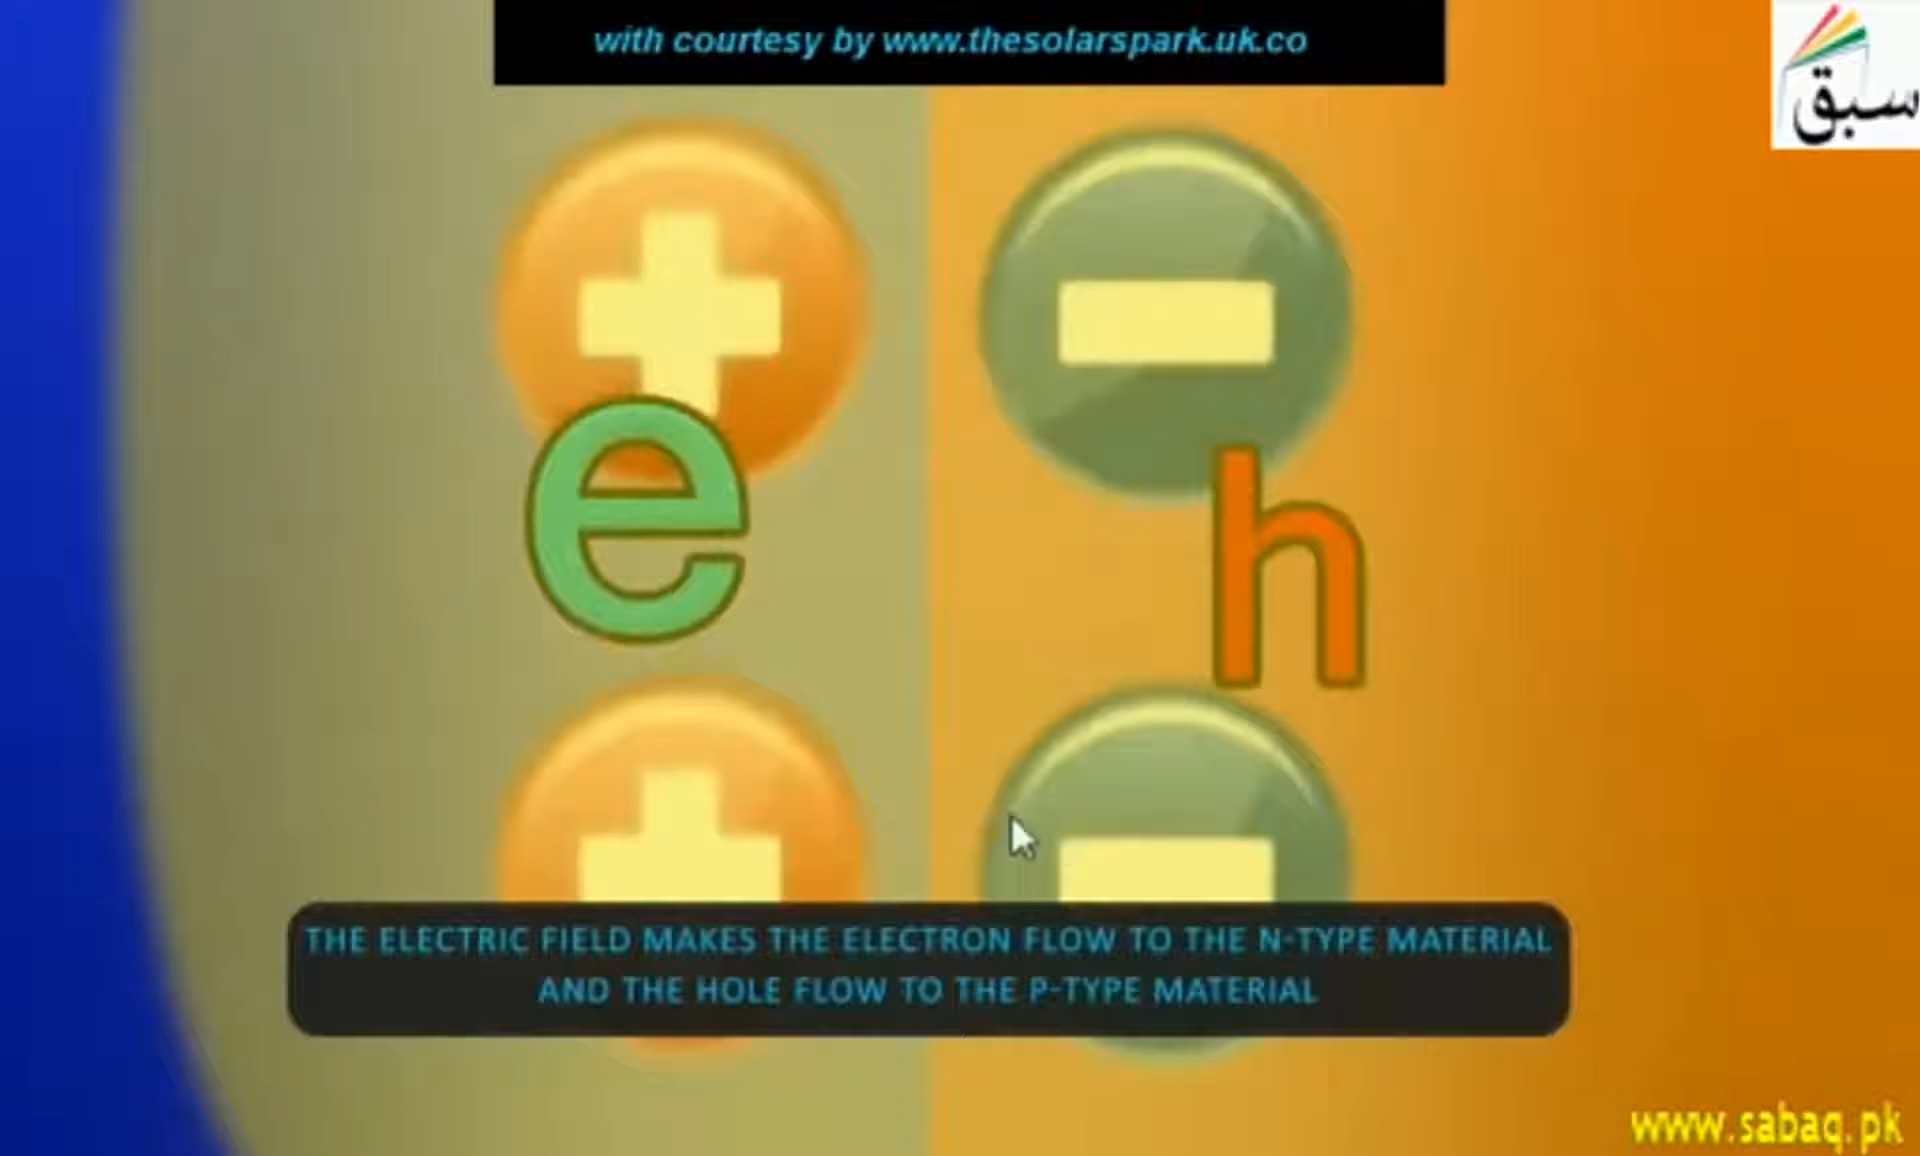 with courtesy by www.thesolarspark.uk.co
سبق
e
h
THE ELECTRIC FIELD MAKES THE ELECTRON FLOW TO THE N-TYPE MATERIAL
AND THE HOLE FLOW TO THE P-TYPE MATERIAL
www.sabaq.pk